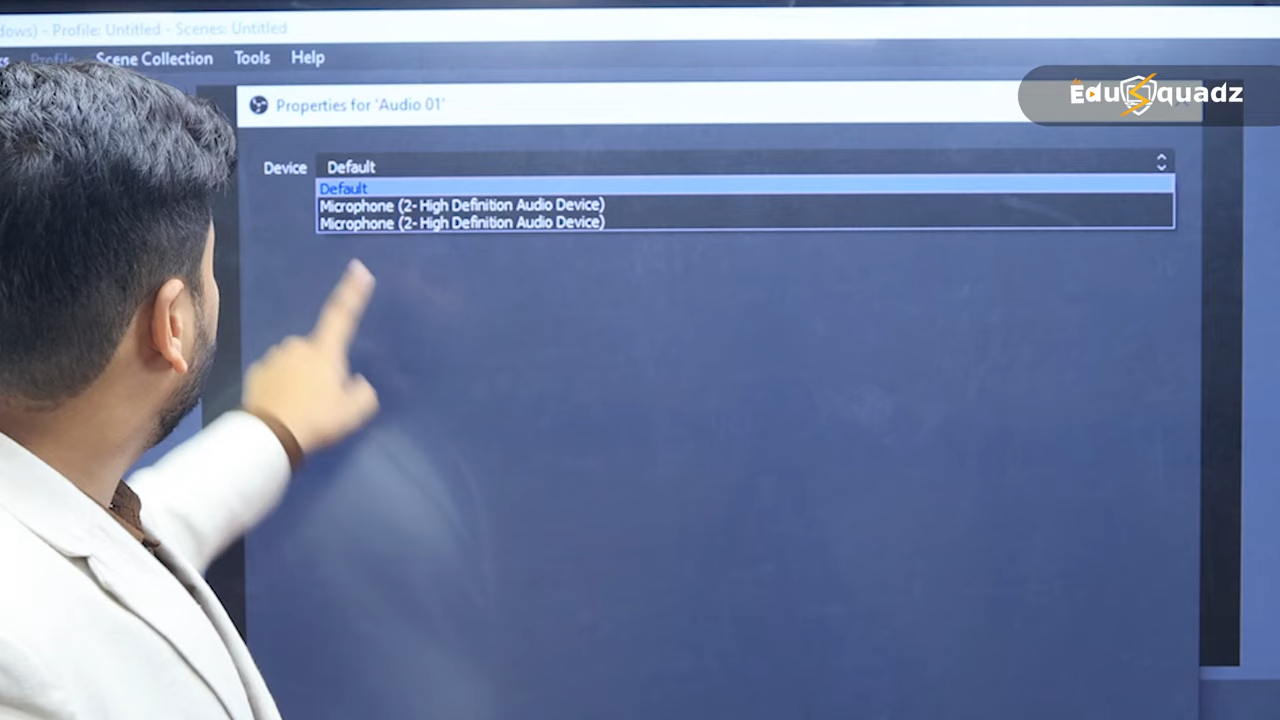 dows) - Profile: Untitled - Scenes: Untitled
Profile Scene Collection Tools Help
EduSquadz
Properties for 'Audio 01'
Device Default
Default
Microphone (2- High Definition Audio Device)
Microphone (2- High Definition Audio Device)